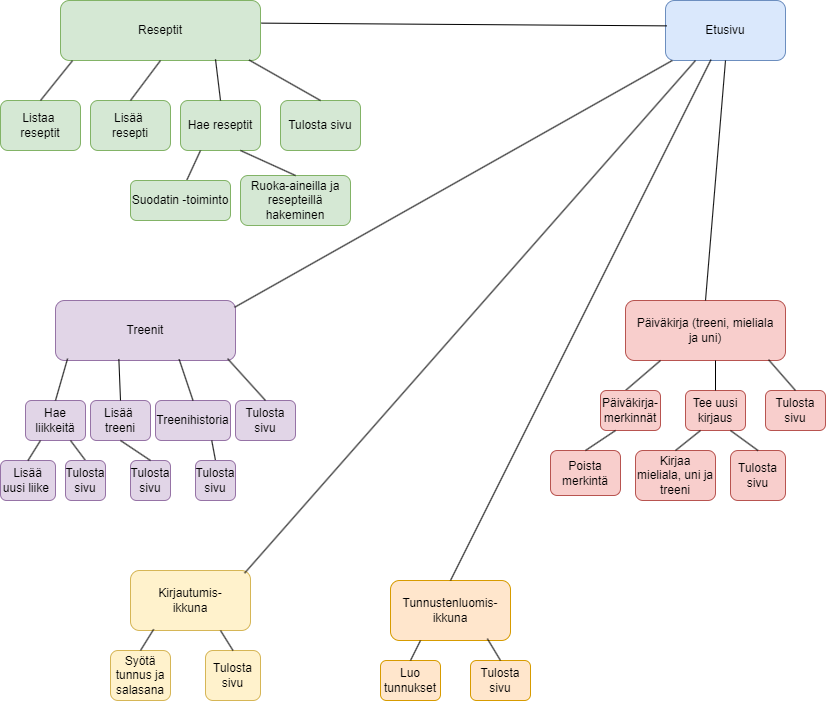 Reseptit
Etusivu
Listaa
reseptit
Lisää
resepti
Hae reseptit
Tulosta sivu
Suodatin -toiminto
Ruoka-aineilla ja
resepteillä
hakeminen
Treenit
Päiväkirja (treeni, mieliala
ja uni)
Hae
liikkeitä
Lisää
treeni
Treenihistoria
Tulosta
sivu
Päiväkirja-
merkinnät
Tee uusi
kirjaus
Tulosta
sivu
Lisää
uusi liike
Tulosta
sivu
Tulosta
sivu
Tulosta
sivu
Poista
merkintä
Kirjaa
mieliala, uni ja
treeni
Tulosta
sivu
Kirjautumis-
ikkuna
Tunnustenluomis-
ikkuna
Syötä
tunnus ja
salasana
Tulosta
sivu
Luo
tunnukset
Tulosta
sivu